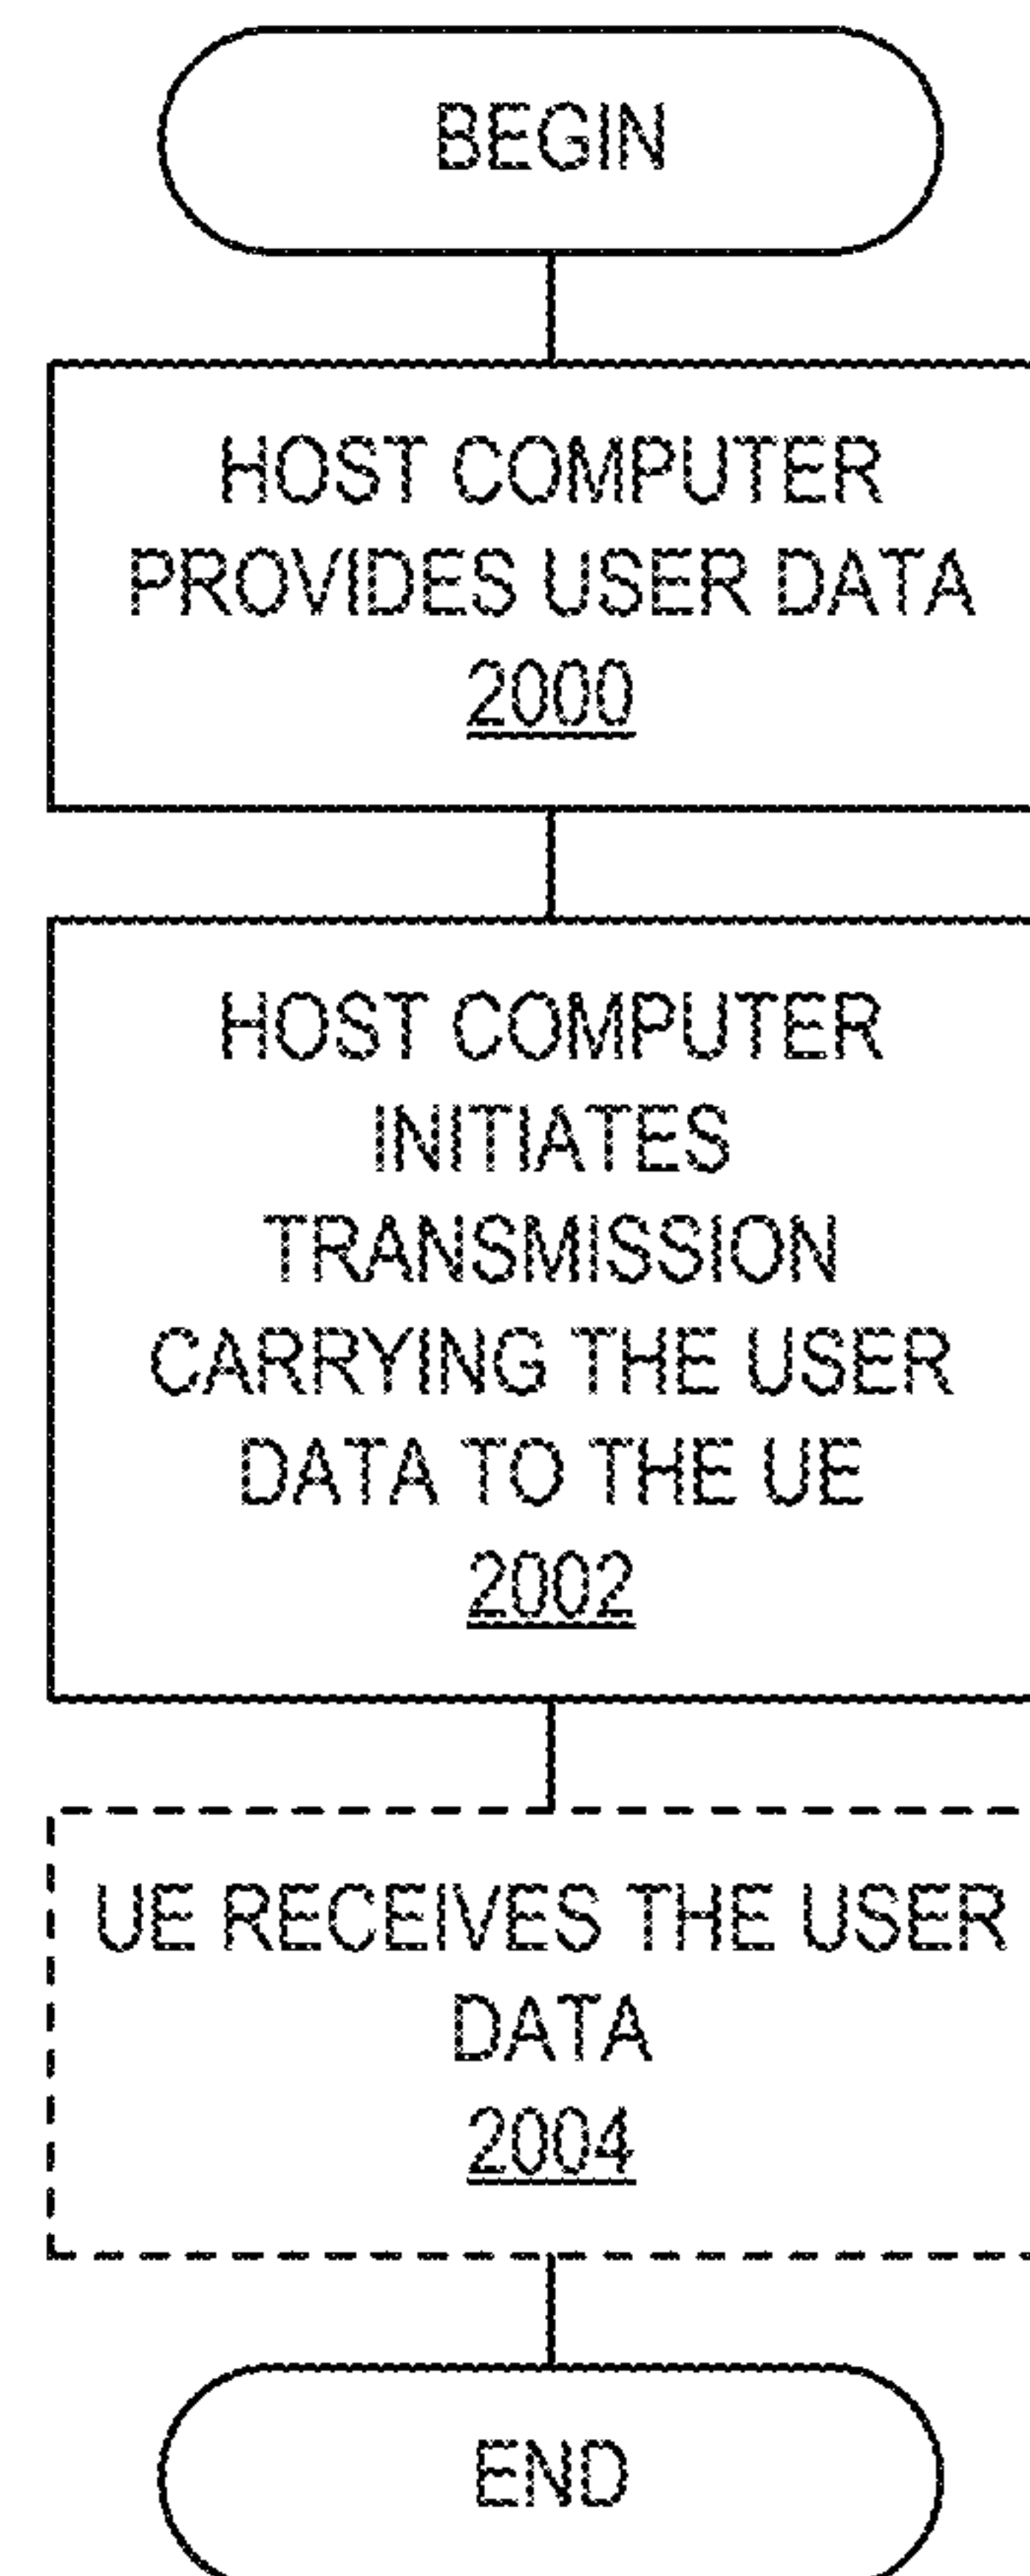 BEGIN
HOST COMPUTER
PROVIDES USER DATA
2000
HOST COMPUTER
INITIATES
TRANSMISSION
CARRYING THE USER
DATA TO THE UE
2002
UE RECEIVES THE USER
DATA
2004
END